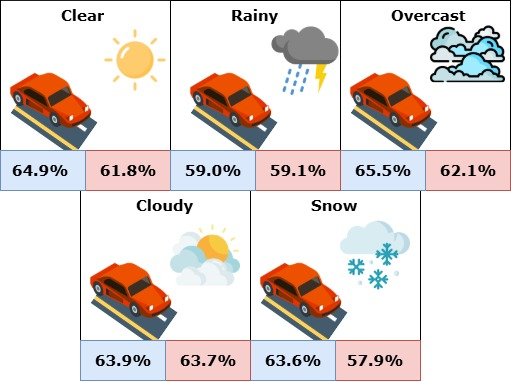 Clear Rainy Overcast
64.9% 61.8% 59.0% 59.1% 65.5% 62.1%
Cloudy Snow
63.9% 63.7% 63.6% 57.9%